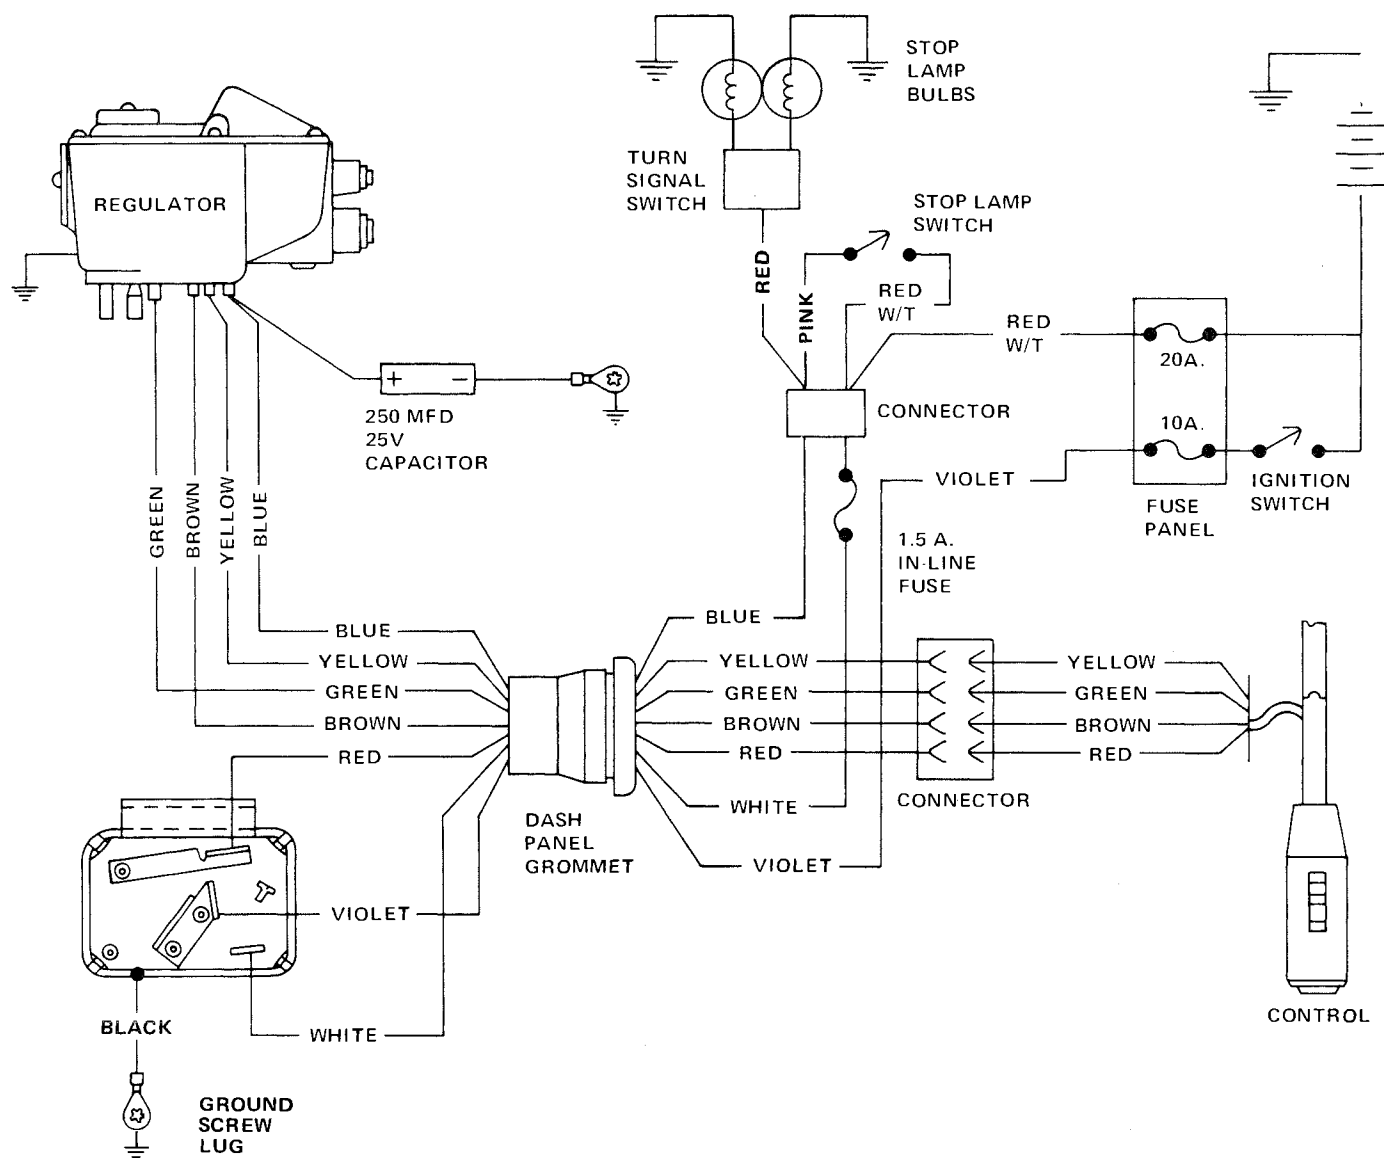 STOP
LAMP
BULBS
TURN
SIGNAL
SWITCH
STOP LAMP
SWITCH
REGULATOR
RED
PINK
RED
W/T
RED
W/T
20A.
+ −
250 MFD
25V
CAPACITOR
CONNECTOR
10A.
VIOLET
IGNITION
SWITCH
FUSE
PANEL
GREEN
BROWN
YELLOW
BLUE
1.5 A.
IN-LINE
FUSE
BLUE
BLUE
YELLOW
YELLOW
YELLOW
GREEN
GREEN
GREEN
BROWN
BROWN
BROWN
RED
RED
RED
CONNECTOR
WHITE
DASH
PANEL
GROMMET
VIOLET
VIOLET
CONTROL
BLACK
WHITE
GROUND
SCREW
LUG